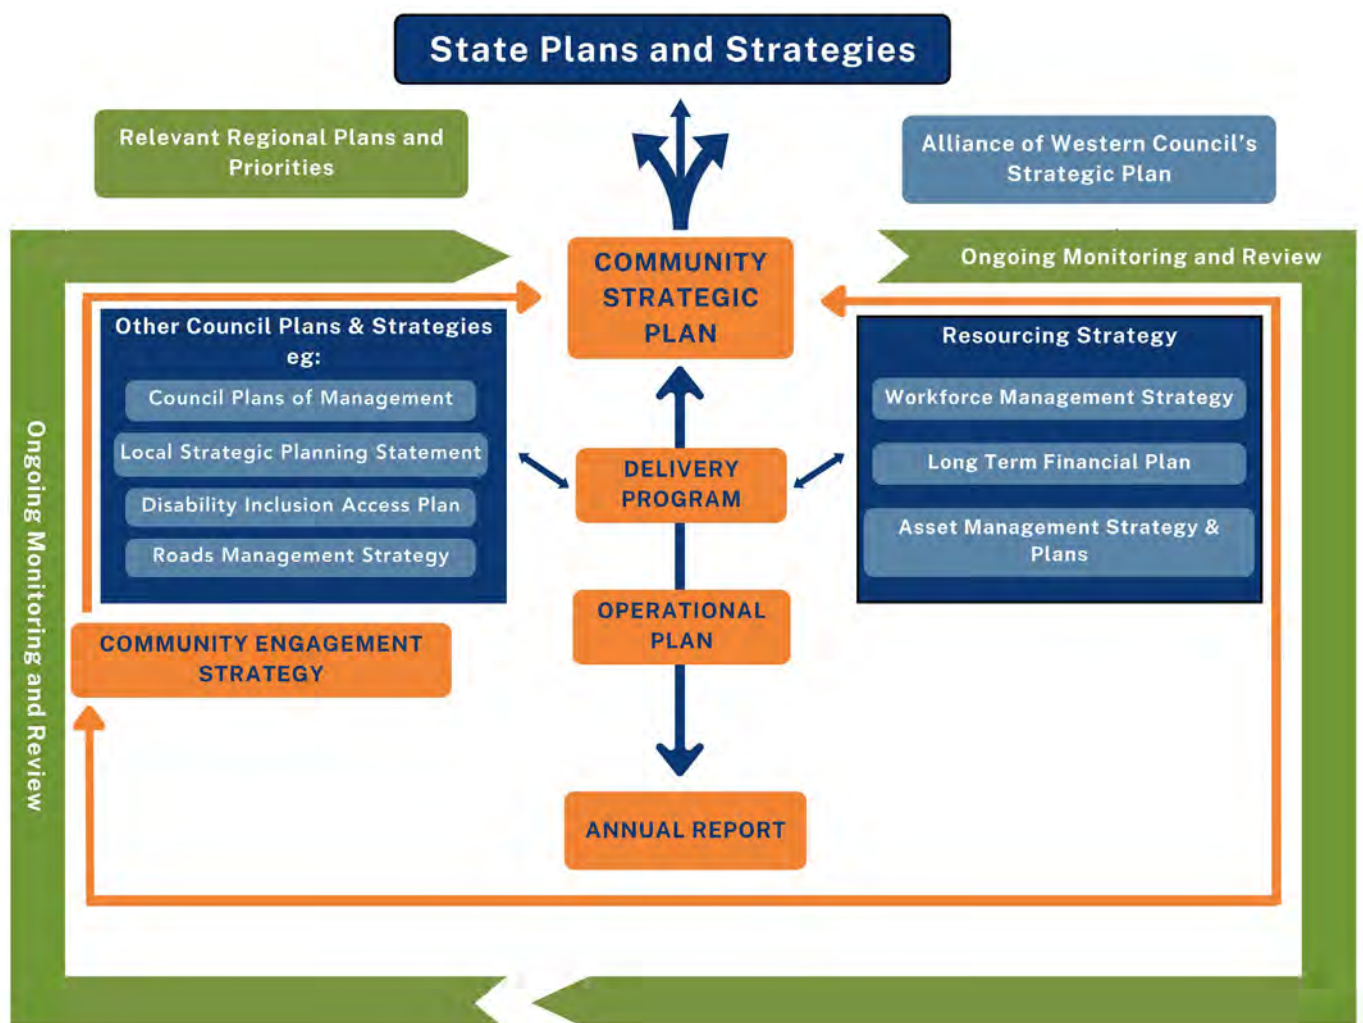 State Plans and Strategies
Relevant Regional Plans and
Priorities
Alliance of Western Council's
Strategic Plan
COMMUNITY
STRATEGIC
PLAN
Ongoing Monitoring and Review
Other Council Plans & Strategies
eg:
Council Plans of Management
Local Strategic Planning Statement
Disability Inclusion Access Plan
Roads Management Strategy
Resourcing Strategy
Workforce Management Strategy
Long Term Financial Plan
Asset Management Strategy &
Plans
DELIVERY
PROGRAM
OPERATIONAL
PLAN
COMMUNITY ENGAGEMENT
STRATEGY
Ongoing Monitoring and Review
ANNUAL REPORT